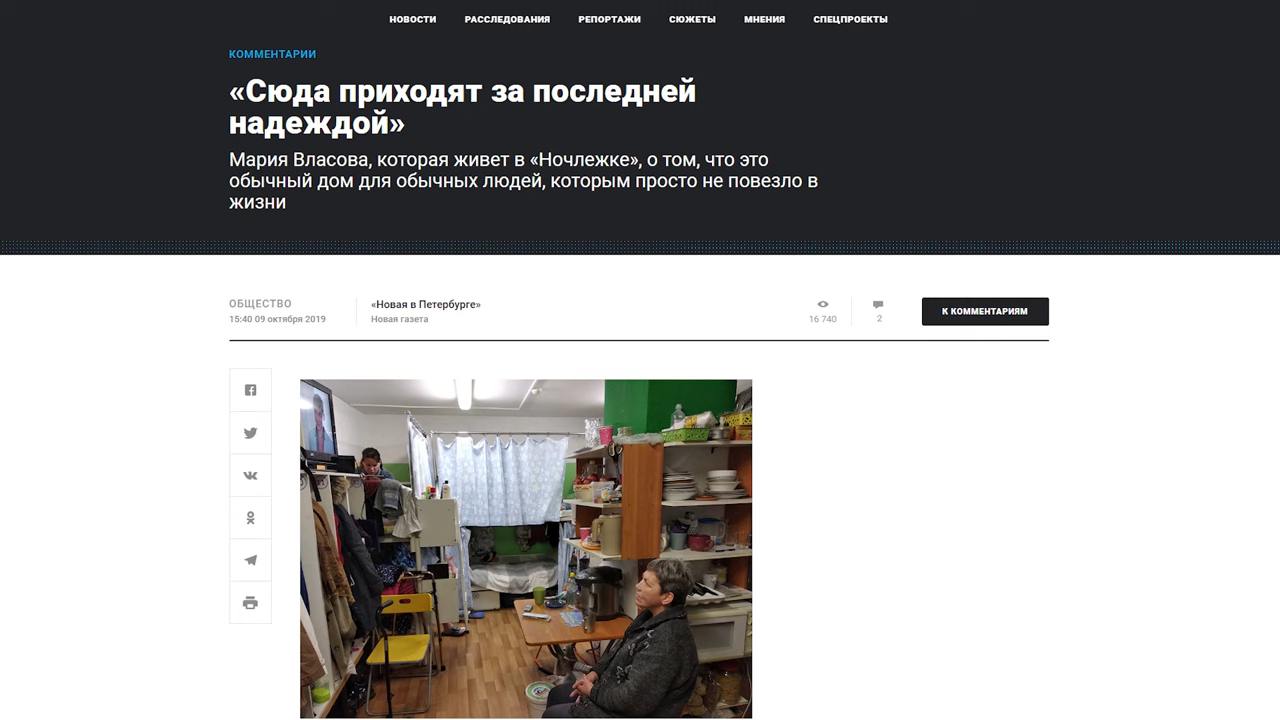 НОВОСТИ РАССЛЕДОВАНИЯ РЕПОРТАЖИ СЮЖЕТЫ МНЕНИЯ СПЕЦПРОЕКТЫ
КОММЕНТАРИИ
«Сюда приходят за последней
надеждой»
Мария Власова, которая живет в «Ночлежке», о том, что это
обычный дом для обычных людей, которым просто не повезло в
жизни
ОБЩЕСТВО
15:40 09 октября 2019
«Новая в Петербурге»
Новая газета
16 740
2
К КОММЕНТАРИЯМ